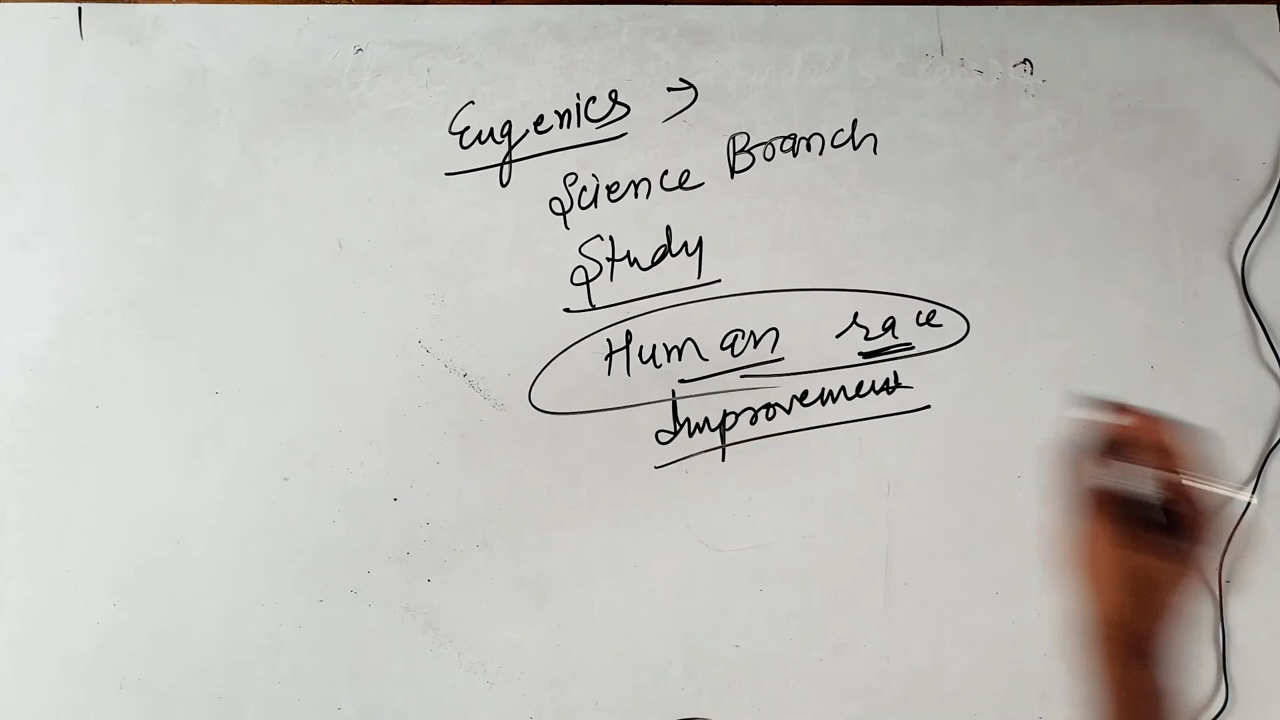 Eugenics →
Science Branch
Study
Human race
Improvement